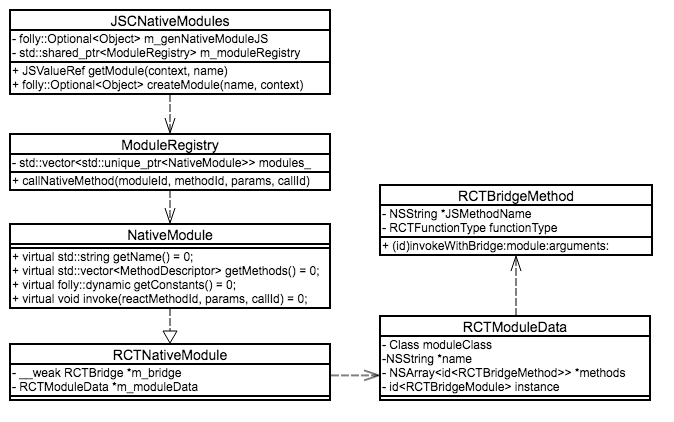 JSCNativeModules
- folly::Optional<Object> m_genNativeModuleJS
- std::shared_ptr<ModuleRegistry> m_moduleRegistry
+ JSValueRef getModule(context, name)
+ folly::Optional<Object> createModule(name, context)
ModuleRegistry
- std::vector<std::unique_ptr<NativeModule>> modules_
+ callNativeMethod(moduleId, methodId, params, callId)
NativeModule
+ virtual std::string getName() = 0;
+ virtual std::vector<MethodDescriptor> getMethods() = 0;
+ virtual folly::dynamic getConstants() = 0;
+ virtual void invoke(reactMethodId, params, callId) = 0;
RCTNativeModule
- __weak RCTBridge *m_bridge
- RCTModuleData *m_moduleData
RCTBridgeMethod
- NSString *JSMethodName
- RCTFunctionType functionType
+ (id)invokeWithBridge:module:arguments:
RCTModuleData
- Class moduleClass
-NSString *name
- NSArray<id<RCTBridgeMethod>> *methods
- id<RCTBridgeModule> instance